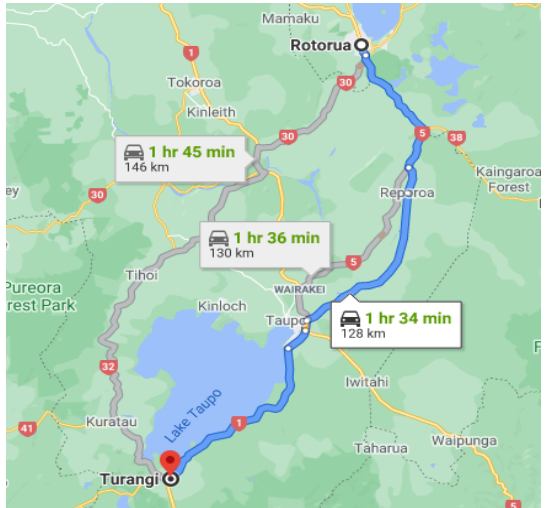 Mamaku
Rotorua
1
Tokoroa
30
Kinleith
30
5
38
1 hr 45 min
146 km
Kaingaroa
Forest
30
Reporoa
1 hr 36 min
130 km
5
Tihoi
WAIRAKEI
Pureora
rest Park
Kinloch
Taupo
1 hr 34 min
128 km
32
Iwitahi
Lake Taupo
Kuratau
1
41
Waipunga
Taharua
Turangi
5